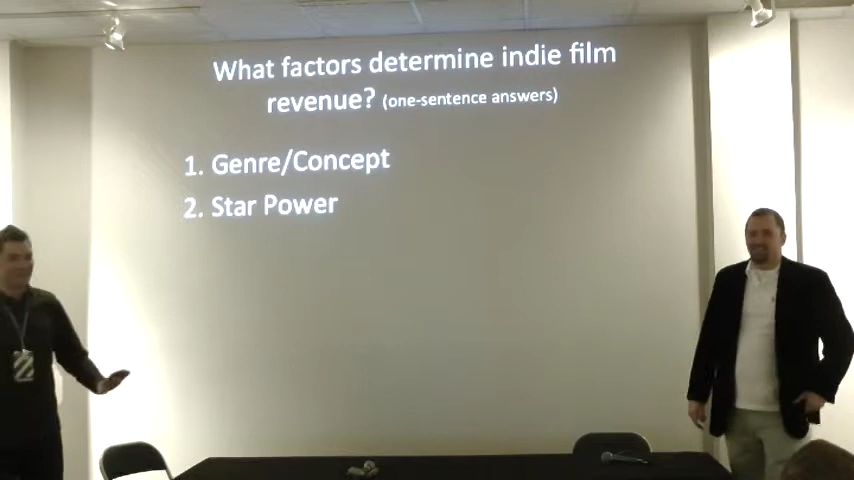 What factors determine indie film
revenue? (one-sentence answers)
1. Genre/Concept
2. Star Power